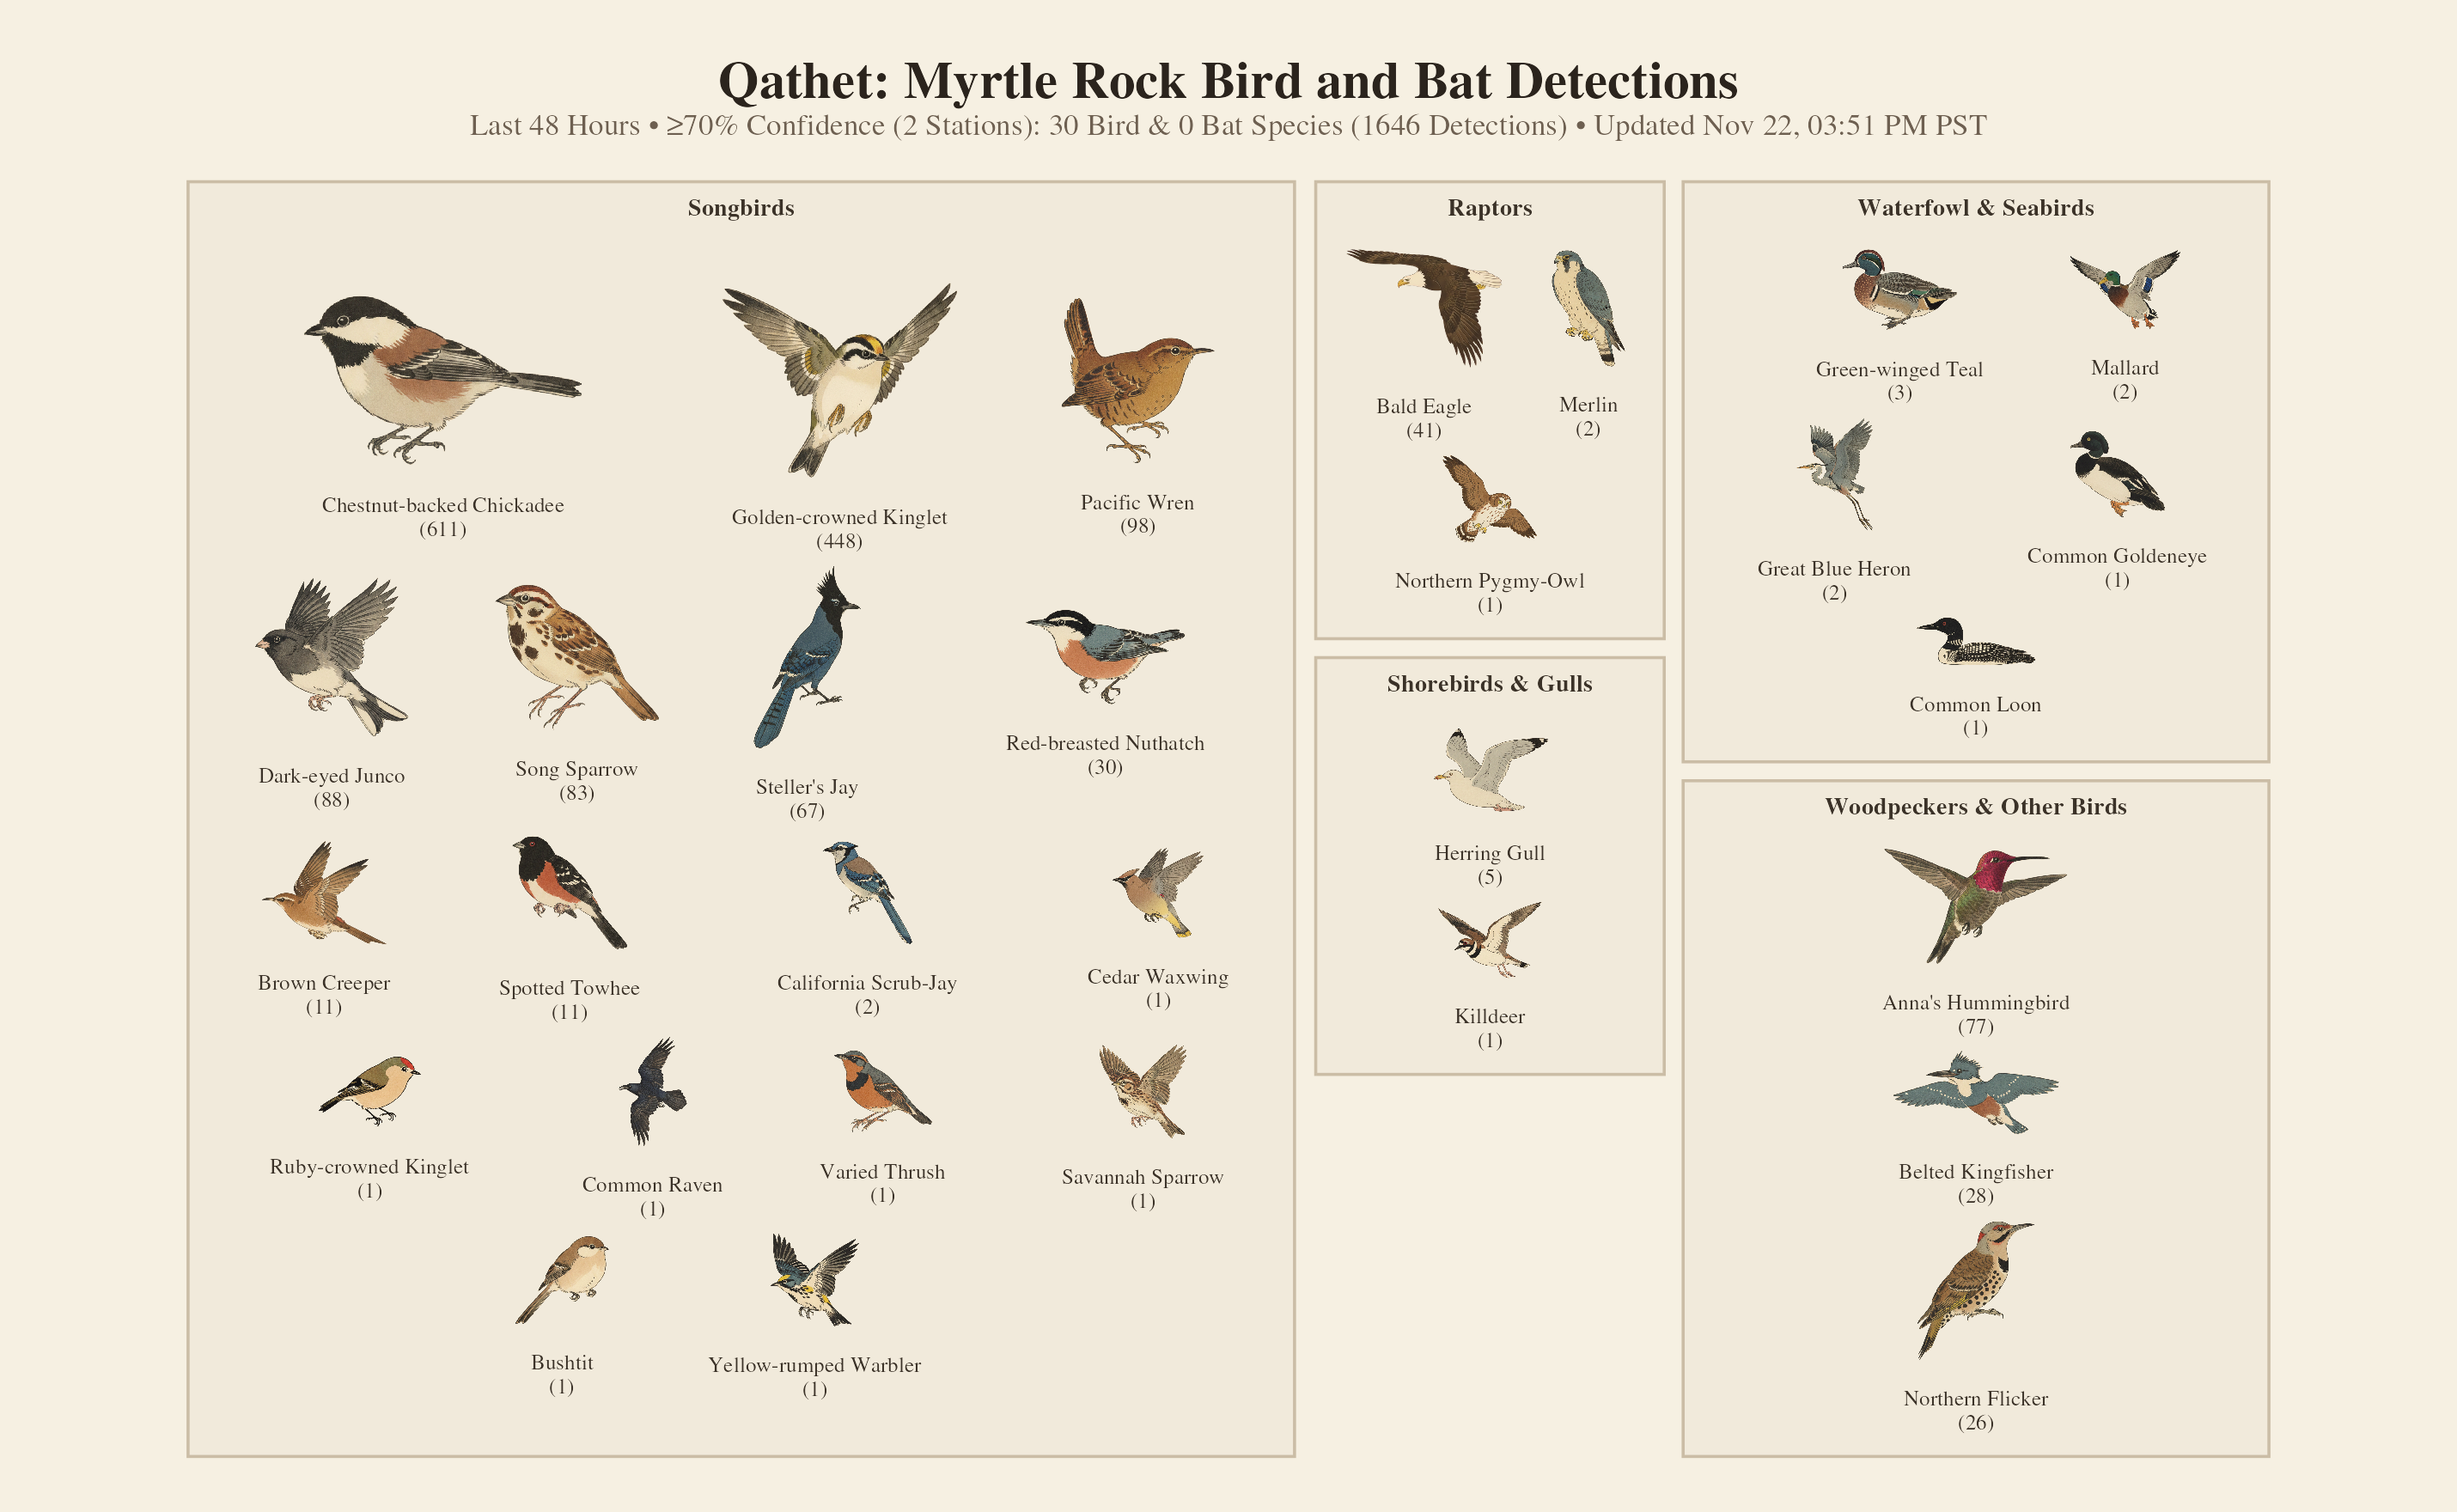 Qathet: Myrtle Rock Bird and Bat Detections
Last 48 Hours • ≥70% Confidence (2 Stations): 30 Bird & 0 Bat Species (1646 Detections) • Updated Nov 22, 03:51 PM PST
Songbirds
Chestnut-backed Chickadee
(611)
Golden-crowned Kinglet
(448)
Pacific Wren
(98)
Dark-eyed Junco
(88)
Song Sparrow
(83)
Steller's Jay
(67)
Red-breasted Nuthatch
(30)
Brown Creeper
(11)
Spotted Towhee
(11)
California Scrub-Jay
(2)
Cedar Waxwing
(1)
Ruby-crowned Kinglet
(1)
Common Raven
(1)
Varied Thrush
(1)
Savannah Sparrow
(1)
Bushtit
(1)
Yellow-rumped Warbler
(1)
Raptors
Bald Eagle
(41)
Merlin
(2)
Northern Pygmy-Owl
(1)
Shorebirds & Gulls
Herring Gull
(5)
Killdeer
(1)
Waterfowl & Seabirds
Green-winged Teal
(3)
Mallard
(2)
Great Blue Heron
(2)
Common Goldeneye
(1)
Common Loon
(1)
Woodpeckers & Other Birds
Anna's Hummingbird
(77)
Belted Kingfisher
(28)
Northern Flicker
(26)